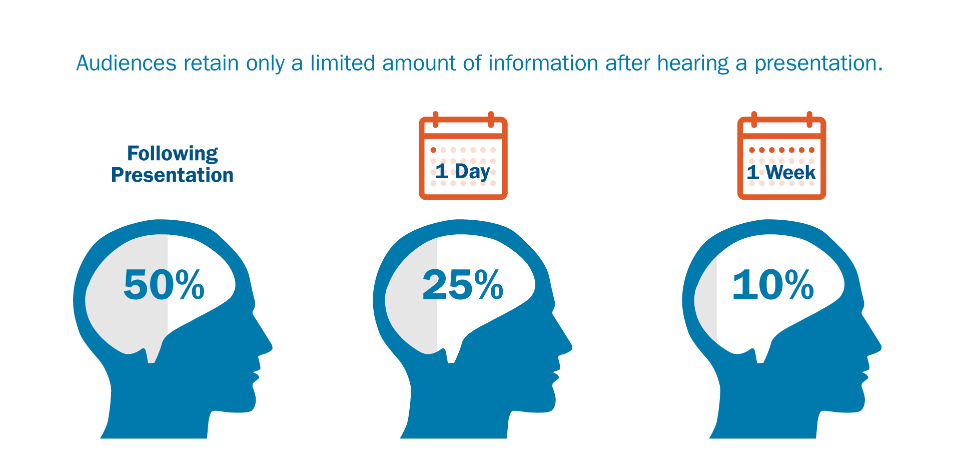 Audiences retain only a limited amount of information after hearing a presentation.
Following
Presentation
1 Day
1 Week
50%
25%
10%